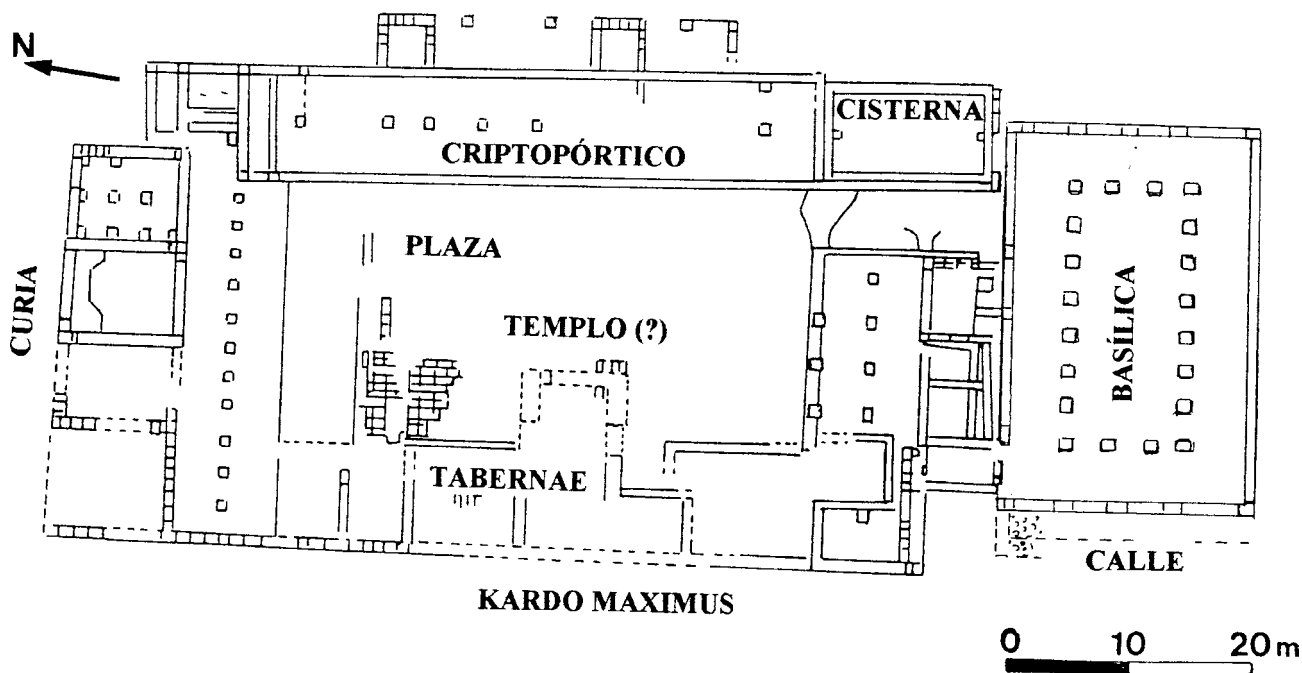 N
CISTERNA
CRIPTOPÓRTICO
PLAZA
CURIA
TEMPLO (?)
BASÍLICA
TABERNAE
CALLE
KARDO MAXIMUS
0 10 20 m